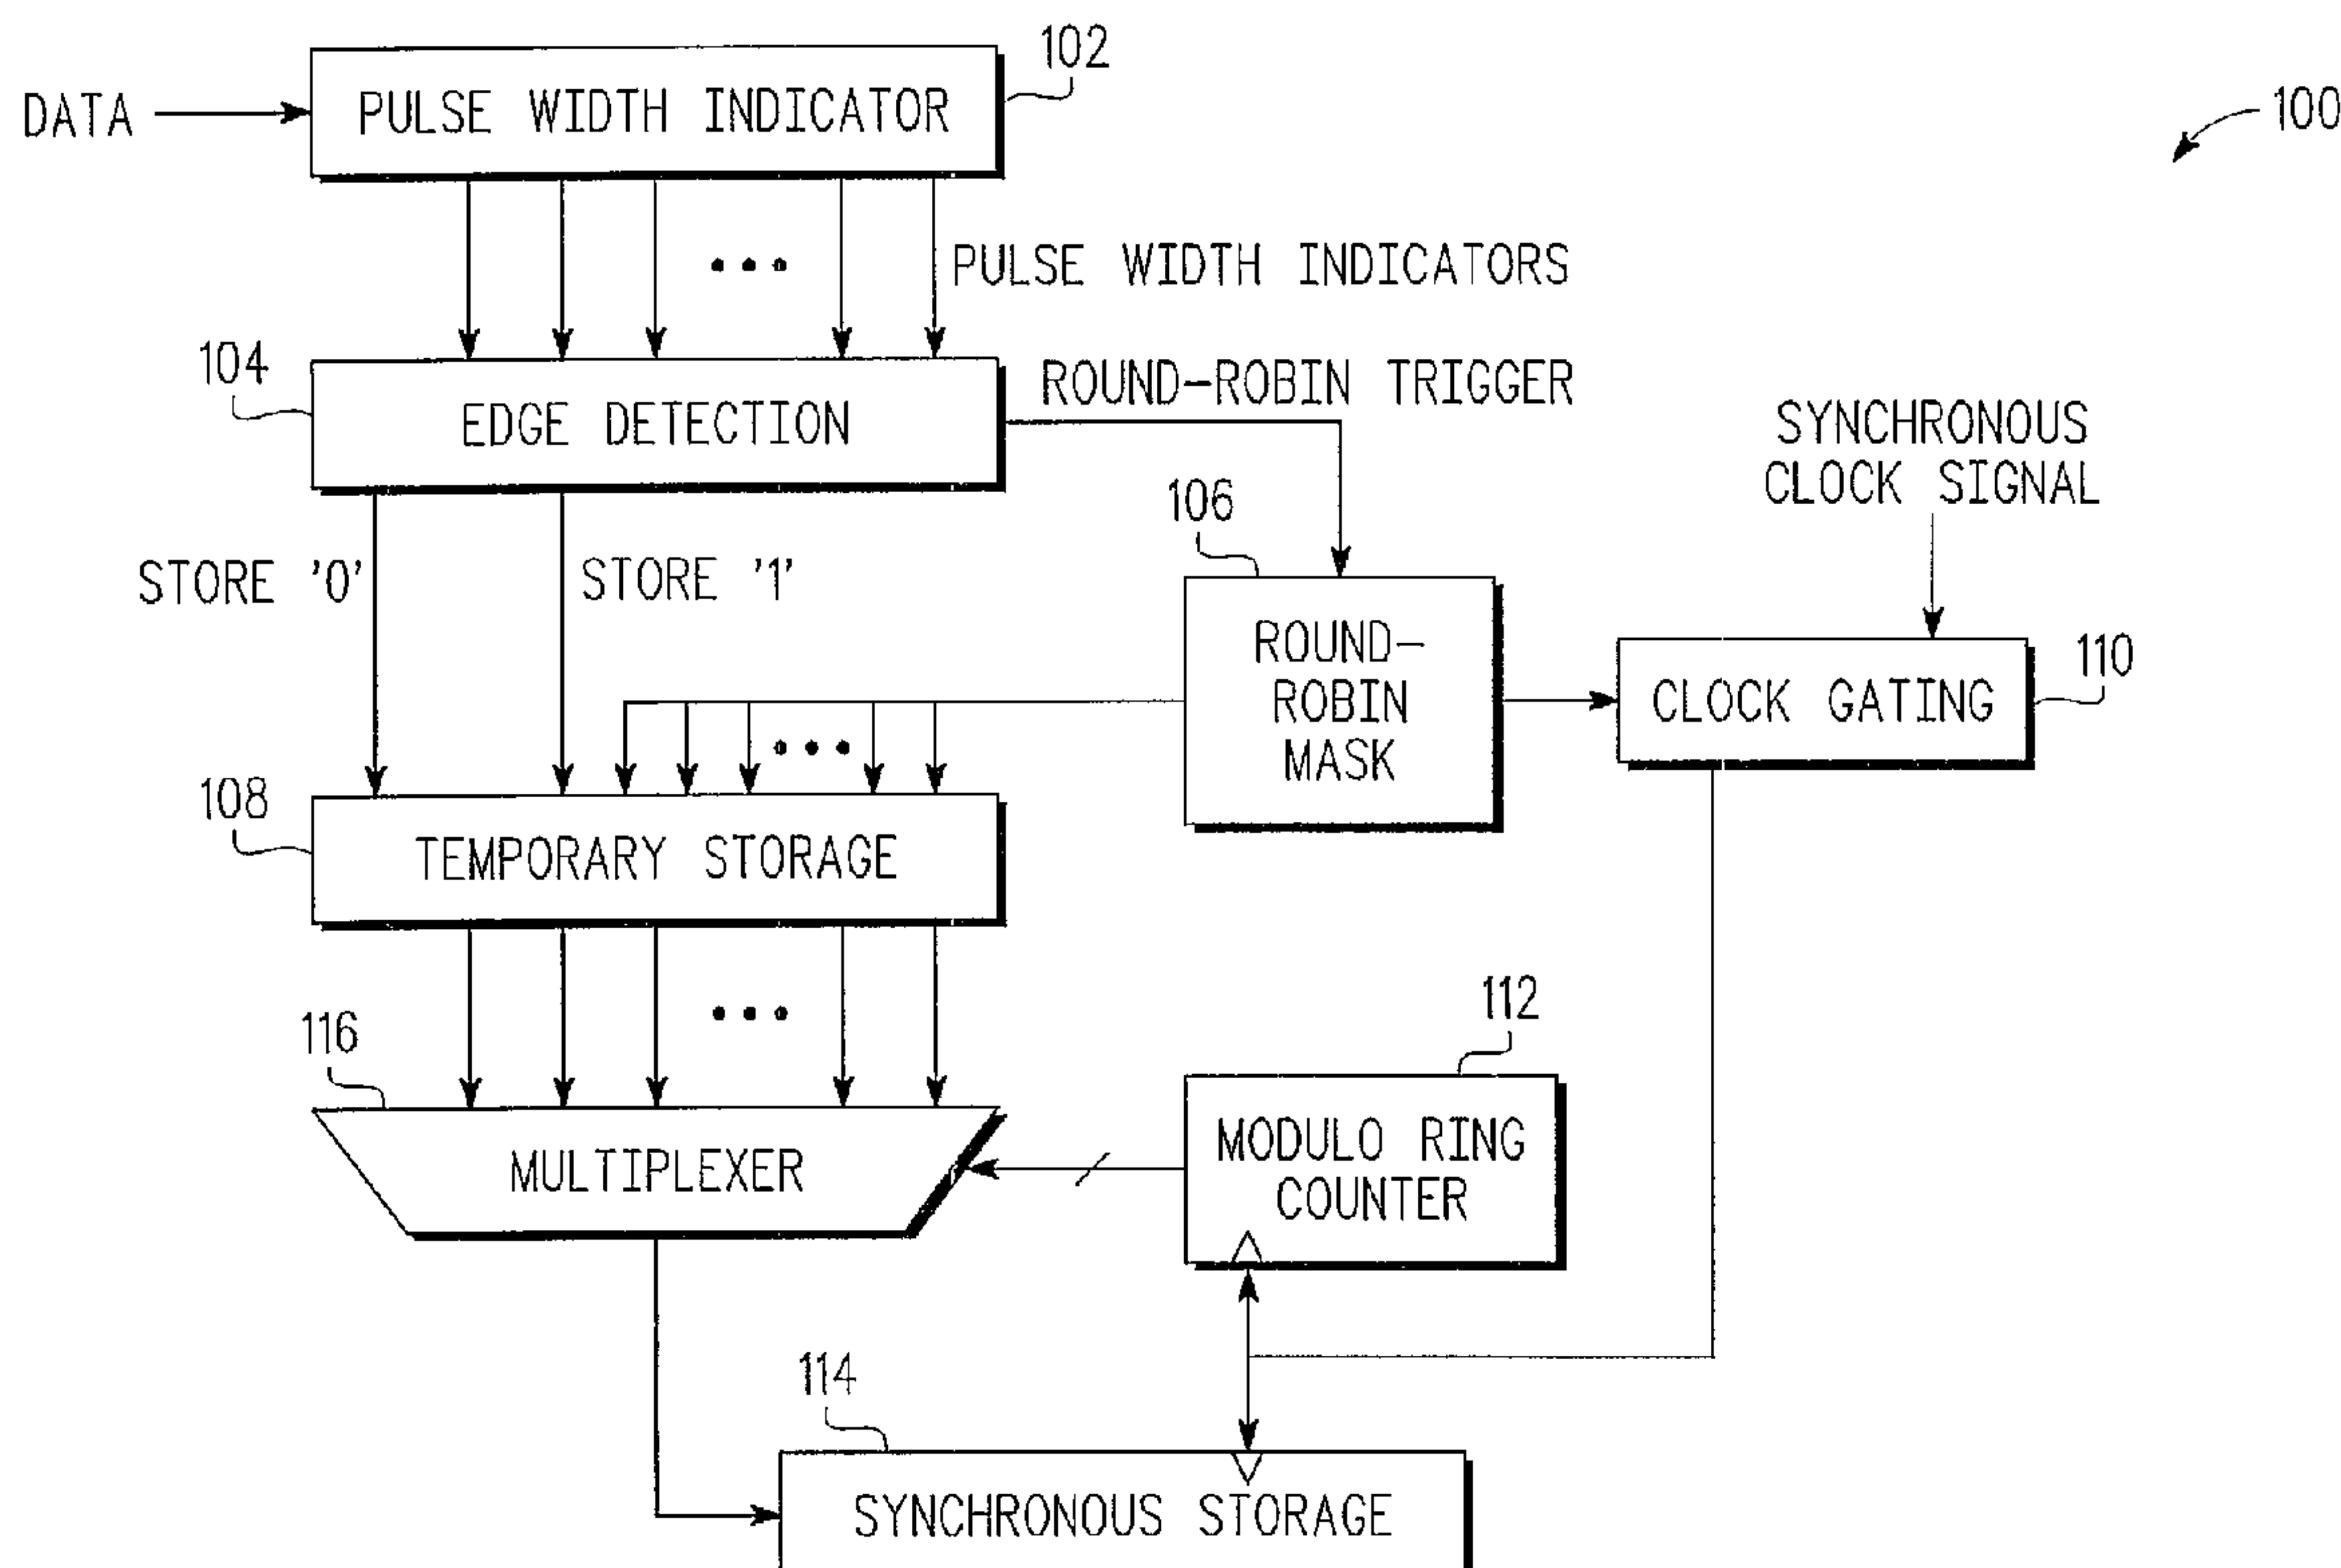 102
DATA
PULSE WIDTH INDICATOR
100
•••
PULSE WIDTH INDICATORS
104
ROUND-ROBIN TRIGGER
EDGE DETECTION
SYNCHRONOUS
CLOCK SIGNAL
106
STORE '0'
STORE '1'
ROUND-
ROBIN
MASK
110
CLOCK GATING
•••
108
TEMPORARY STORAGE
•••
112
116
MODULO RING
COUNTER
MULTIPLEXER
114
SYNCHRONOUS STORAGE